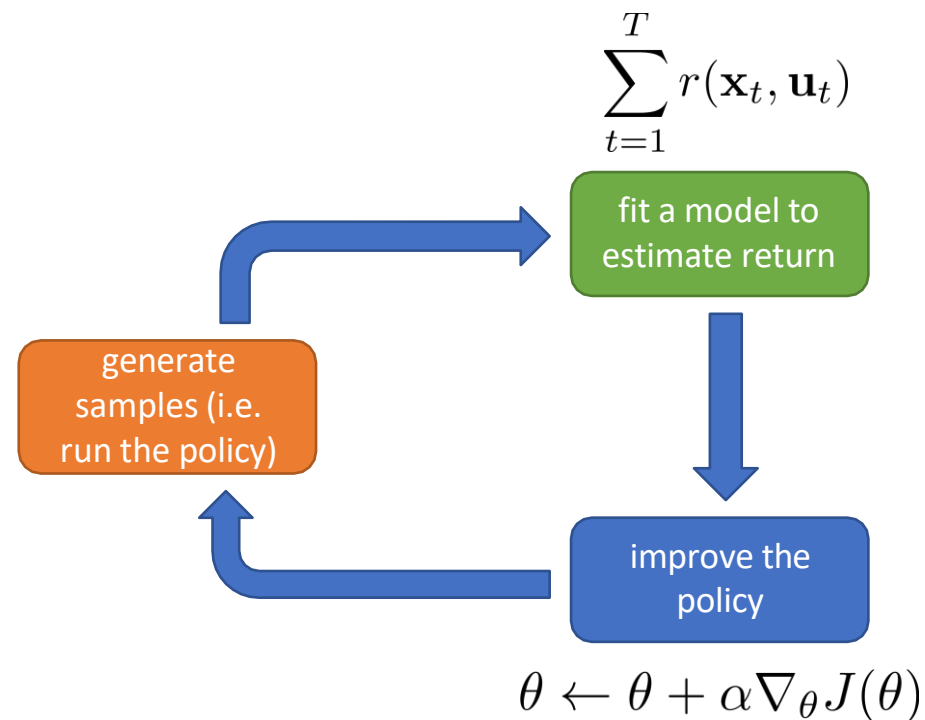 $$\sum_{t=1}^{T} r(\mathbf{x}_t, \mathbf{u}_t)$$
fit a model to
estimate return
generate
samples (i.e.
run the policy)
improve the
policy
$$\theta \leftarrow \theta + \alpha \nabla_\theta J(\theta)$$